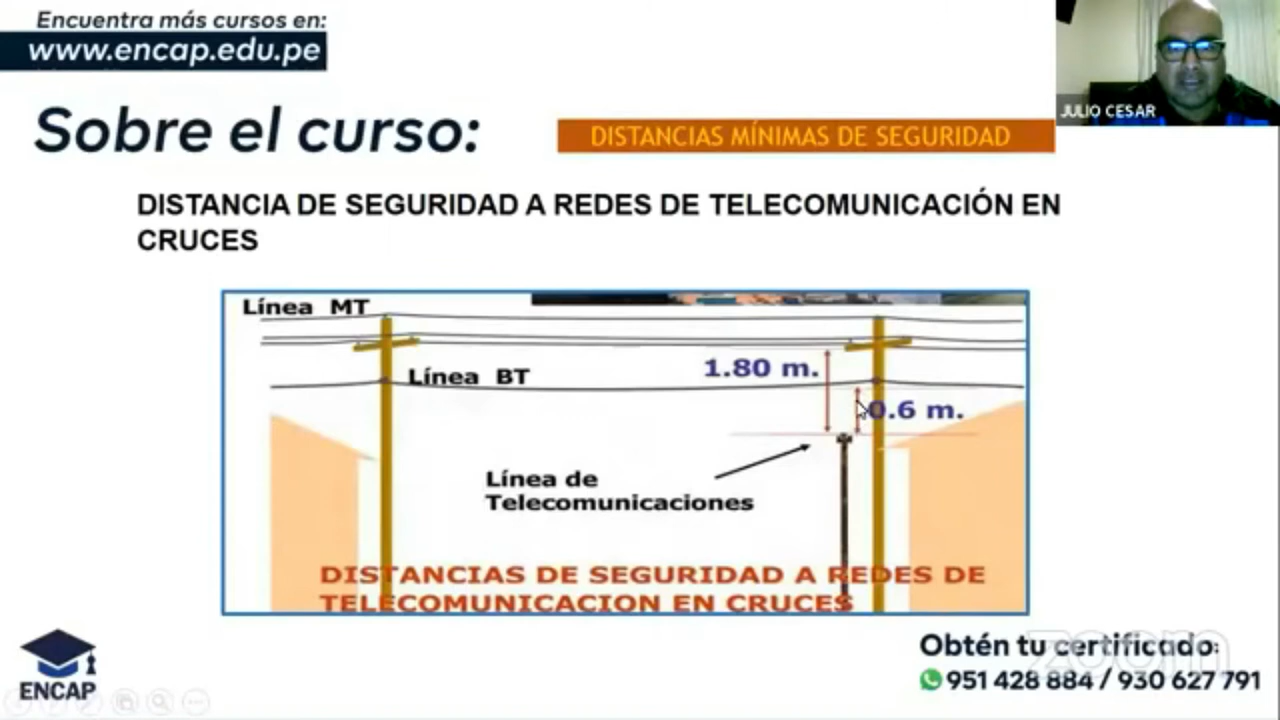 Encuentra más cursos en:
www.encap.edu.pe
JULIO CESAR
Sobre el curso:
DISTANCIAS MÍNIMAS DE SEGURIDAD
DISTANCIA DE SEGURIDAD A REDES DE TELECOMUNICACIÓN EN
CRUCES
Línea MT
1.80 m.
Línea BT
0.6 m.
Línea de
Telecomunicaciones
DISTANCIAS DE SEGURIDAD A REDES DE
TELECOMUNICACION EN CRUCES
ENCAP
Obtén tu certificado:
zoom
951 428 884 / 930 627 791